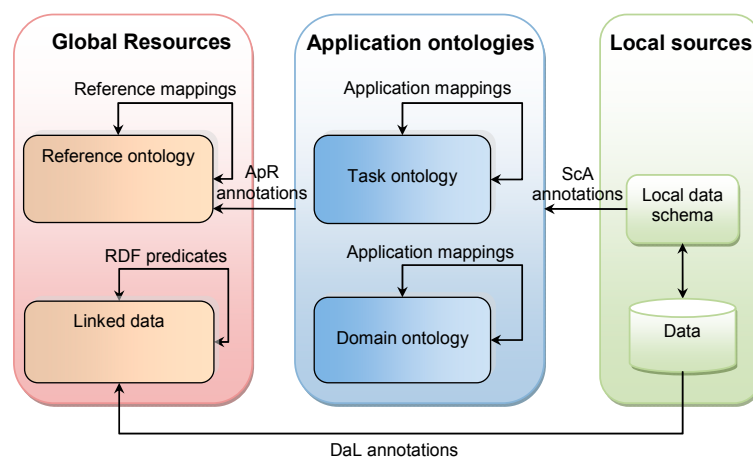 Global Resources
Application ontologies
Local sources
Reference mappings
Application mappings
Reference ontology
ApR
annotations
Task ontology
ScA
annotations
Local data
schema
RDF predicates
Application mappings
Linked data
Domain ontology
Data
DaL annotations